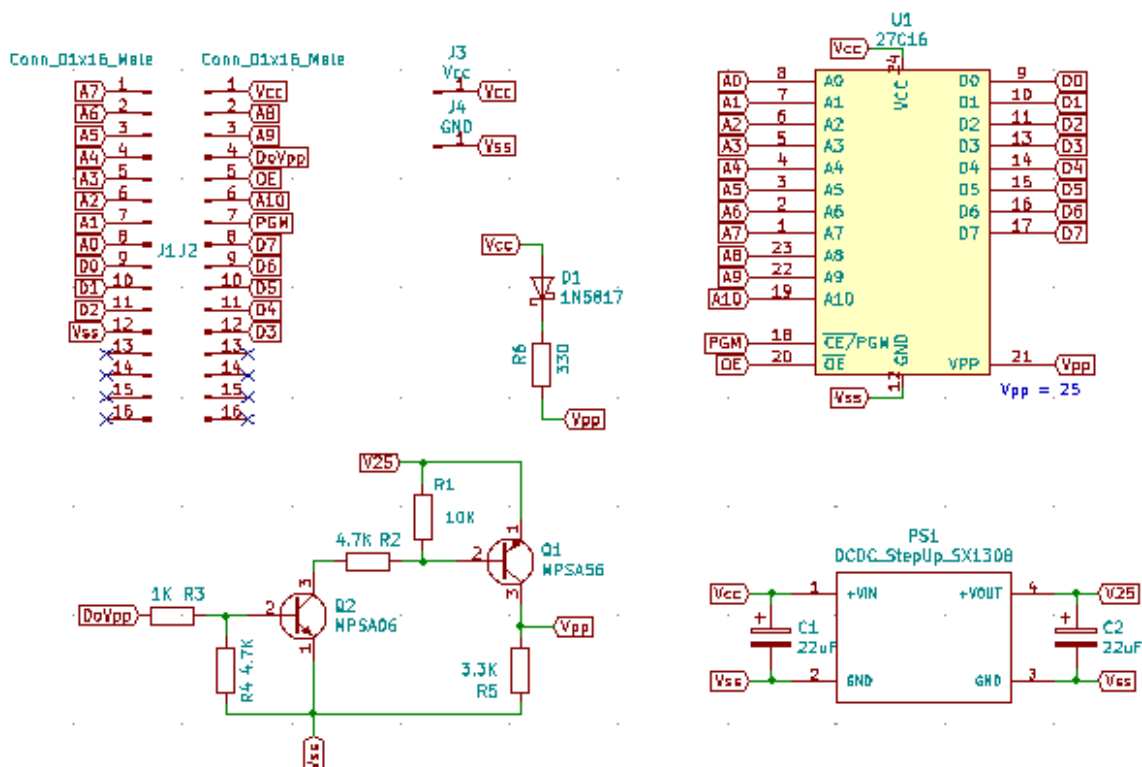 Conn_01x16_Male
A7 1
A6 2
A5 3
A4 4
A3 5
A2 6
A1 7
A0 8
D0 9
D1 10
D2 11
Vss 12
13
14
15
16
J1
Conn_01x16_Male
1 Vcc
2 A8
3 A9
4 DoVpp
5 OE
6 A10
7 PGM
8 D7
9 D6
10 D5
11 D4
12 D3
13
14
15
16
J2
J3
Vcc
1 Vcc
J4
GND
1 Vss
Vcc
D1
1N5817
R6
330
Vpp
U1
27C16
Vcc
24
VCC
A0 8 A0
A1 7 A1
A2 6 A2
A3 5 A3
A4 4 A4
A5 3 A5
A6 2 A6
A7 1 A7
A8 23 A8
A9 22 A9
A10 19 A10
PGM 18 CE/PGM
OE 20 OE
D0 9 D0
D1 10 D1
D2 11 D2
D3 13 D3
D4 14 D4
D5 15 D5
D6 16 D6
D7 17 D7
VPP 21 Vpp
Vpp = 25
GND
12
Vss
V25
R1
10K
4.7K R2
2
1
3
Q1
MPSA56
Vpp
3.3K
R5
1K R3
DoVpp
2
3
1
Q2
MPSA06
R4 4.7K
Vss
PS1
DCDC_StepUp_SX1308
Vcc 1 +VIN
+VOUT 4 V25
C1
22uF
C2
22uF
Vss 2 GND
GND 3 Vss